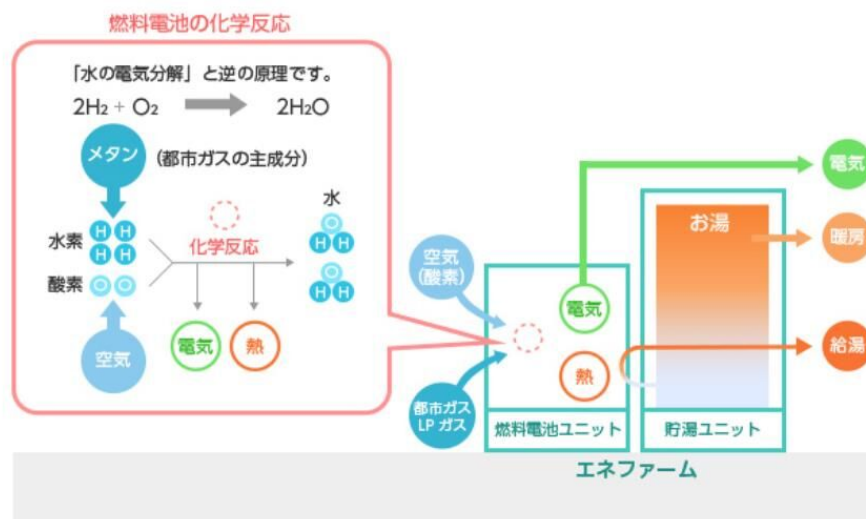 燃料電池の化学反応
「水の電気分解」と逆の原理です。
2H₂ + O₂ 2H₂O
メタン
(都市ガスの主成分)
水素
H H
H H
酸素
O O
化学反応
水
O
H H
O
H H
空気
電気
熱
空気
(酸素)
都市ガス
LPガス
電気
熱
燃料電池ユニット
お湯
貯湯ユニット
電気
暖房
給湯
エネファーム